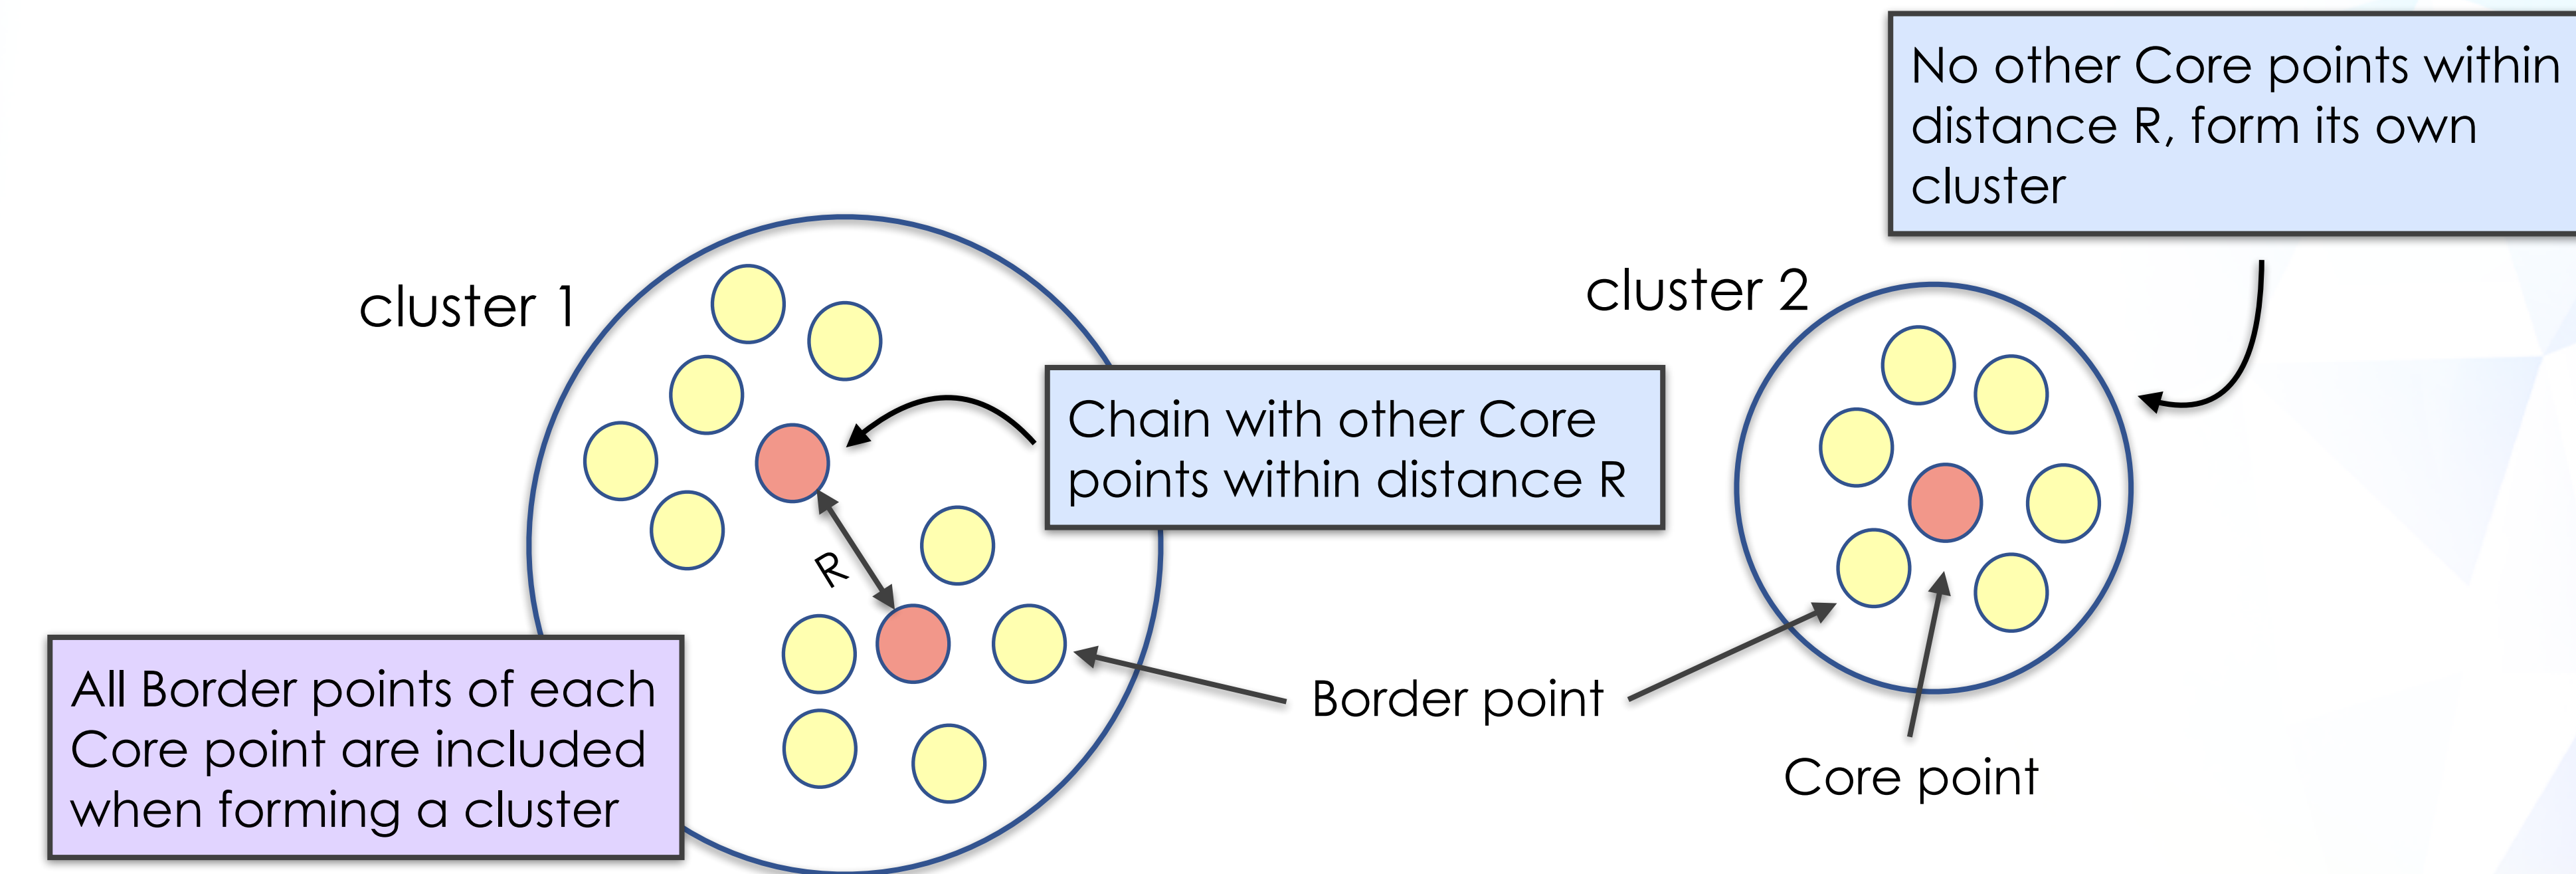 No other Core points within
distance R, form its own
cluster
cluster 1
cluster 2
Chain with other Core
points within distance R
R
All Border points of each
Core point are included
when forming a cluster
Border point
Core point